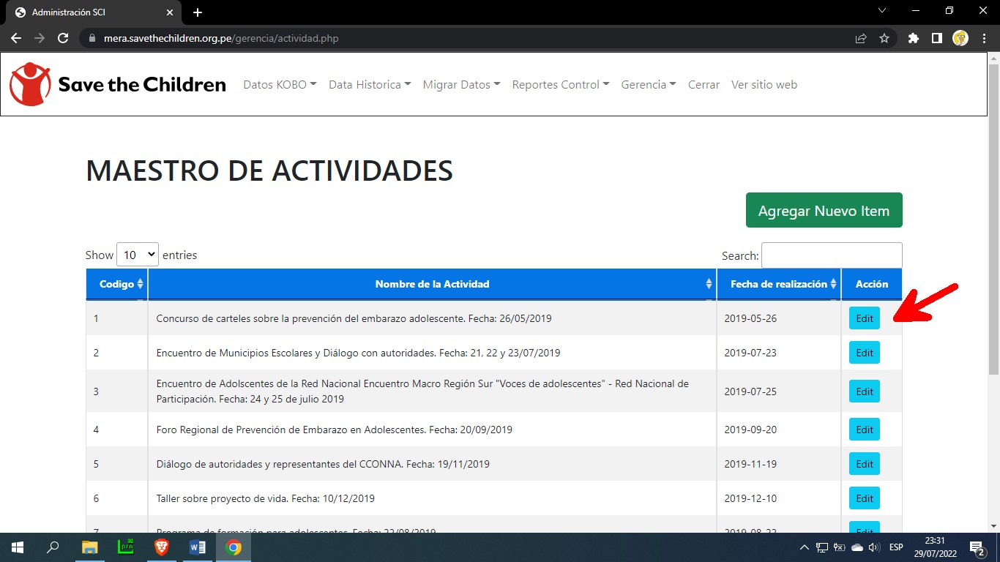 Administración SCI
mera.savethechildren.org.pe/gerencia/actividad.php
Save the Children
Datos KOBO Data Historica Migrar Datos Reportes Control Gerencia Cerrar Ver sitio web
MAESTRO DE ACTIVIDADES
Agregar Nuevo Item
Show 10 entries Search:
Codigo Nombre de la Actividad Fecha de realización Acción
1 Concurso de carteles sobre la prevención del embarazo adolescente. Fecha: 26/05/2019 2019-05-26 Edit
2 Encuentro de Municipios Escolares y Diálogo con autoridades. Fecha: 21, 22 y 23/07/2019 2019-07-23 Edit
3 Encuentro de Adolscentes de la Red Nacional Encuentro Macro Región Sur "Voces de adolescentes" - Red Nacional de
Participación. Fecha: 24 y 25 de julio 2019 2019-07-25 Edit
4 Foro Regional de Prevención de Embarazo en Adolescentes. Fecha: 20/09/2019 2019-09-20 Edit
5 Diálogo de autoridades y representantes del CCONNA. Fecha: 19/11/2019 2019-11-19 Edit
6 Taller sobre proyecto de vida. Fecha: 10/12/2019 2019-12-10 Edit
7 Programa de formación para adolescentes. Fecha: 22/08/2019 2019-08-22 Edit
ESP
23:31
29/07/2022
2